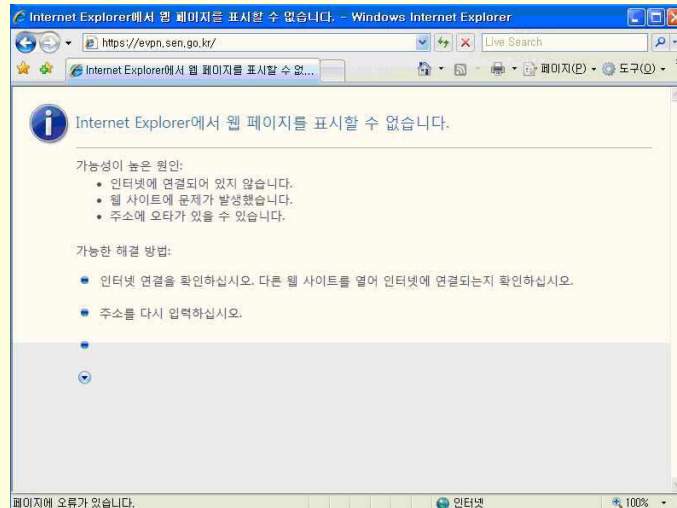 Internet Explorer에서 웹 페이지를 표시할 수 없습니다. - Windows Internet Explorer
https://evpn.sen.go.kr/
Live Search
Internet Explorer에서 웹 페이지를 표시할 수 없...
페이지(P)
도구(O)
Internet Explorer에서 웹 페이지를 표시할 수 없습니다.
가능성이 높은 원인:
• 인터넷에 연결되어 있지 않습니다.
• 웹 사이트에 문제가 발생했습니다.
• 주소에 오타가 있을 수 있습니다.
가능한 해결 방법:
인터넷 연결을 확인하십시오. 다른 웹 사이트를 열어 인터넷에 연결되는지 확인하십시오.
주소를 다시 입력하십시오.
페이지에 오류가 있습니다.
인터넷
100%